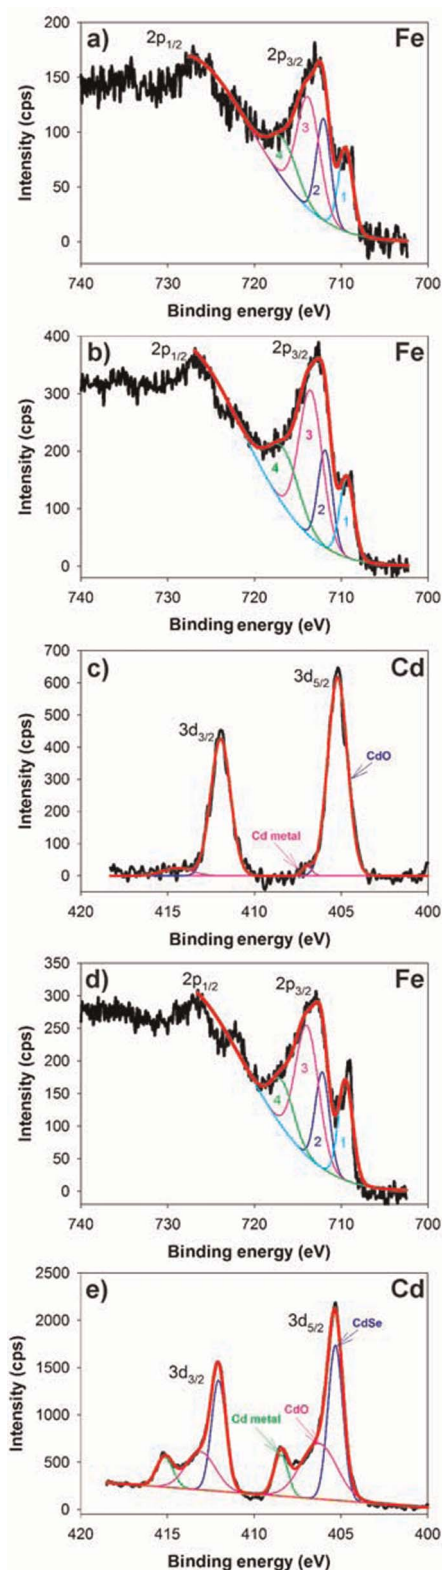 a) Fe
2p1/2
2p3/2
200
150
100
50
0
1
2
3
4
Intensity (cps)
740 730 720 710 700
Binding energy (eV)
b) Fe
2p1/2
2p3/2
400
300
200
100
0
1
2
3
4
Intensity (cps)
740 730 720 710 700
Binding energy (eV)
c) Cd
3d5/2
3d3/2
CdO
Cd metal
700
600
500
400
300
200
100
0
Intensity (cps)
420 415 410 405 400
Binding energy (eV)
d) Fe
2p1/2
2p3/2
350
300
250
200
150
100
50
0
1
2
3
4
Intensity (cps)
740 730 720 710 700
Binding energy (eV)
e) Cd
3d5/2
CdSe
3d3/2
CdO
Cd metal
2500
2000
1500
1000
500
0
Intensity (cps)
420 415 410 405 400
Binding energy (eV)